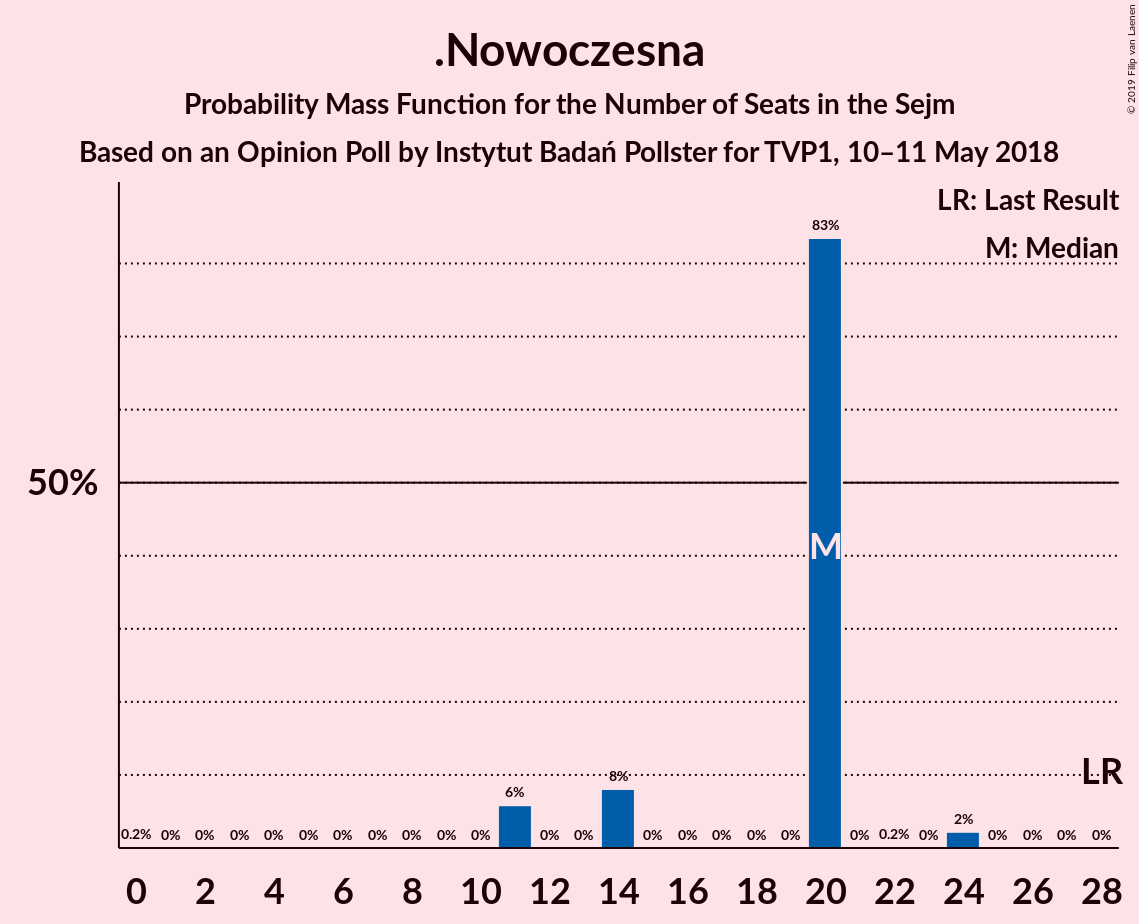 .Nowoczesna
Probability Mass Function for the Number of Seats in the Sejm
Based on an Opinion Poll by Instytut Badań Pollster for TVP1, 10–11 May 2018
© 2019 Filip van Laenen
LR: Last Result
M: Median
83%
50%
M
LR
8%
6%
2%
0.2% 0% 0% 0% 0% 0% 0% 0% 0% 0% 0% 0% 0% 0% 0% 0% 0% 0% 0% 0.2% 0% 0% 0% 0% 0%
0 2 4 6 8 10 12 14 16 18 20 22 24 26 28